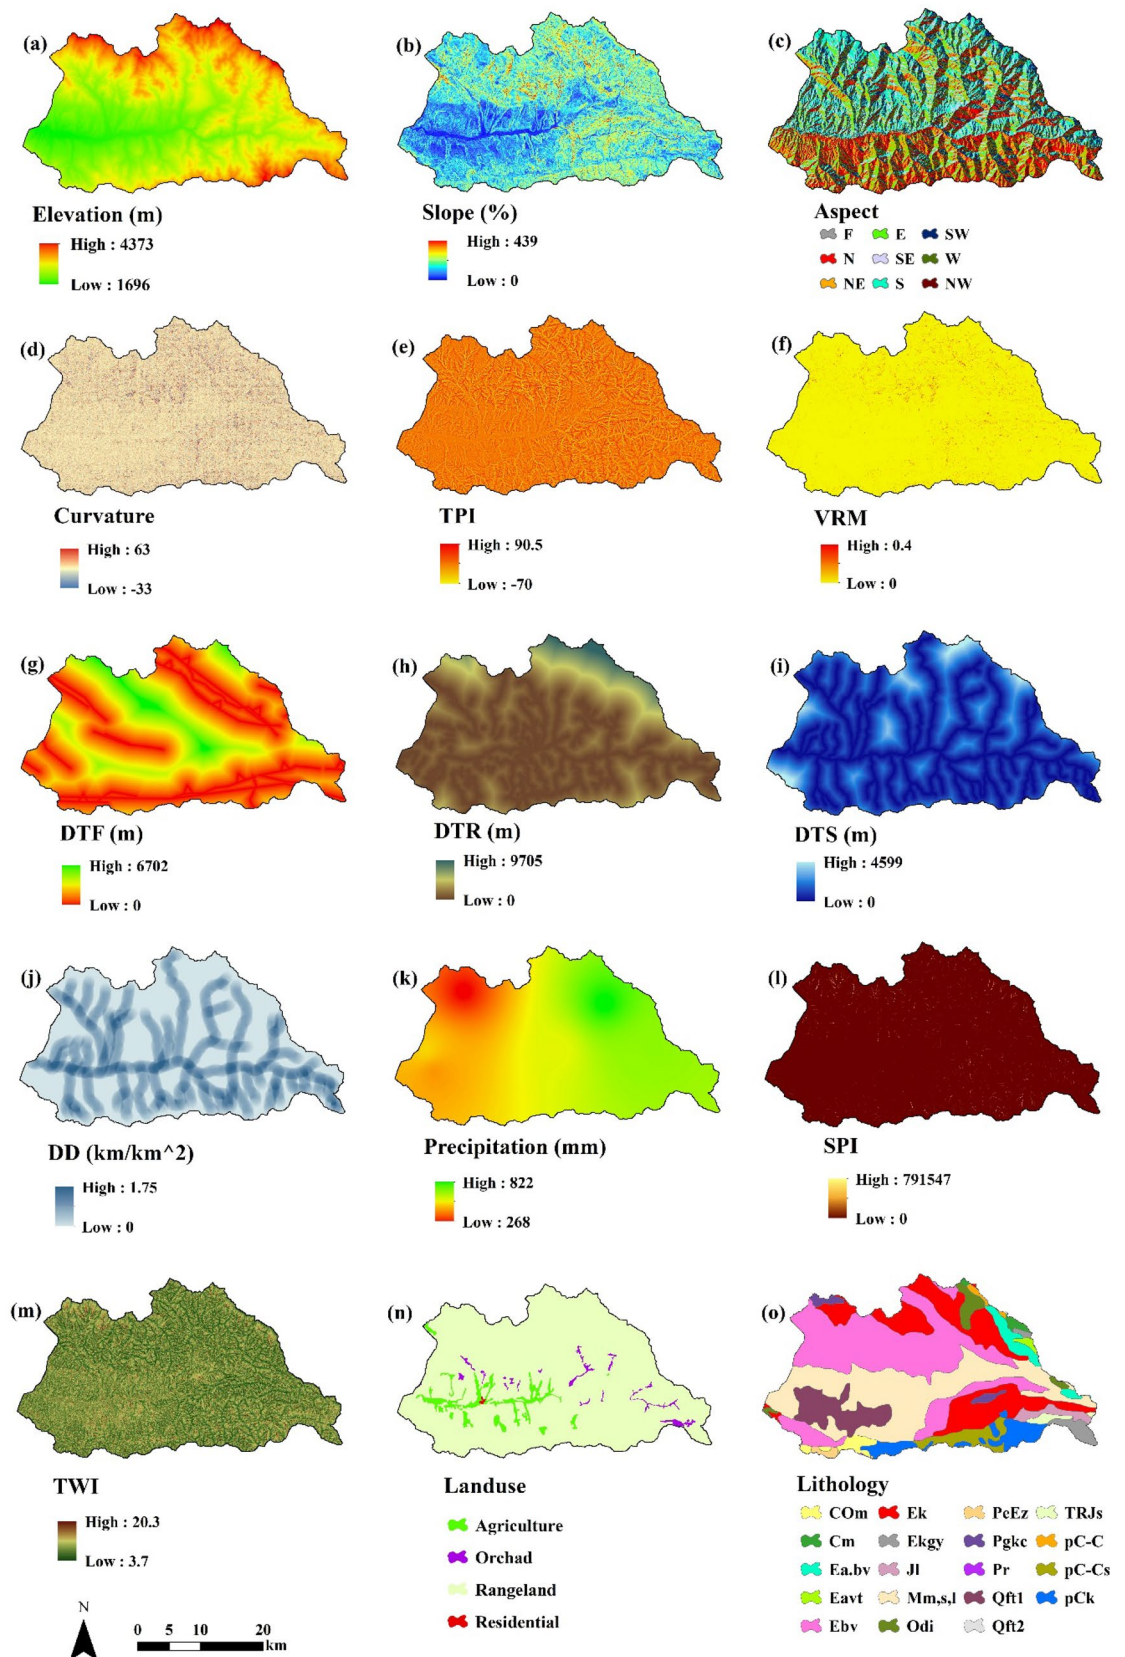 (a)
(b)
(c)
Elevation (m)
High : 4373
Low : 1696
Slope (%)
High : 439
Low : 0
Aspect
F E SW
N SE W
NE S NW
(d)
(e)
(f)
Curvature
High : 63
Low : -33
TPI
High : 90.5
Low : -70
VRM
High : 0.4
Low : 0
(g)
(h)
(i)
DTF (m)
High : 6702
Low : 0
DTR (m)
High : 9705
Low : 0
DTS (m)
High : 4599
Low : 0
(j)
(k)
(l)
DD (km/km^2)
High : 1.75
Low : 0
Precipitation (mm)
High : 822
Low : 268
SPI
High : 791547
Low : 0
(m)
(n)
(o)
TWI
High : 20.3
Low : 3.7
Landuse
Agriculture
Orchad
Rangeland
Residential
Lithology
COm Ek PeEz TRJs
Cm Ekgy Pgkc pC-C
Ea.bv Jl Pr pC-Cs
Eavt Mm,s,l Qft1 pCk
Ebv Odi Qft2
N
0 5 10 20
km